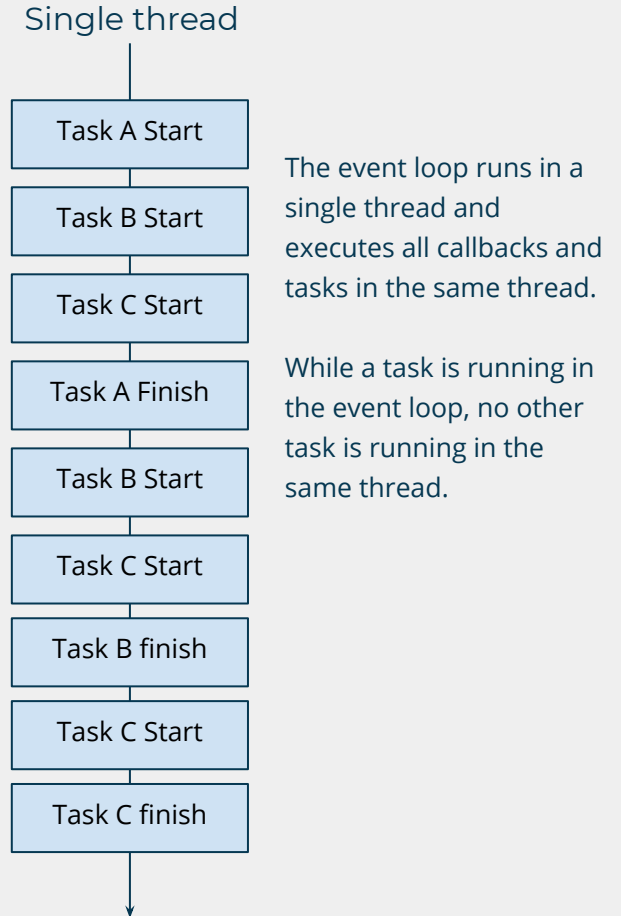 Single thread
Task A Start
Task B Start
Task C Start
Task A Finish
Task B Start
Task C Start
Task B finish
Task C Start
Task C finish
The event loop runs in a
single thread and
executes all callbacks and
tasks in the same thread.
While a task is running in
the event loop, no other
task is running in the
same thread.